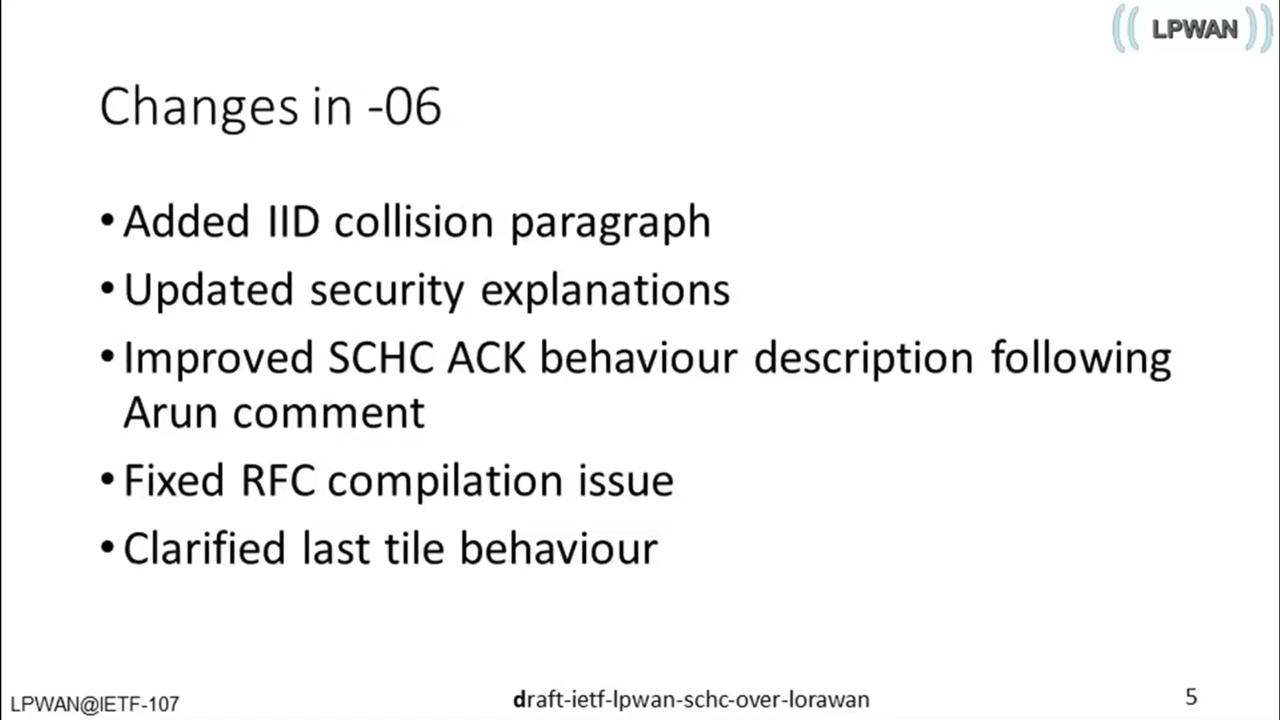 LPWAN
Changes in -06
• Added IID collision paragraph
• Updated security explanations
• Improved SCHC ACK behaviour description following
Arun comment
• Fixed RFC compilation issue
• Clarified last tile behaviour
LPWAN@IETF-107
draft-ietf-lpwan-schc-over-lorawan
5